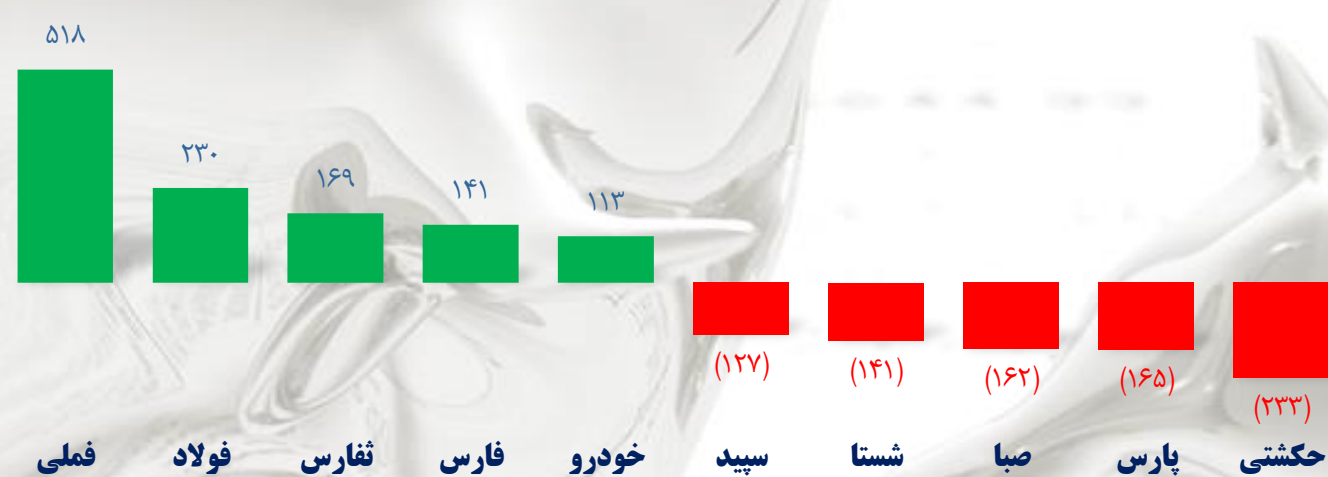 ۵۱۸
۲۳۰
۱۶۹
۱۴۱
۱۱۳
(۱۲۷)
(۱۴۱)
(۱۶۲)
(۱۶۵)
(۲۳۳)
فملی
فولاد
ثفارس
فارس
خودرو
سپید
شستا
صبا
پارس
حکشتی